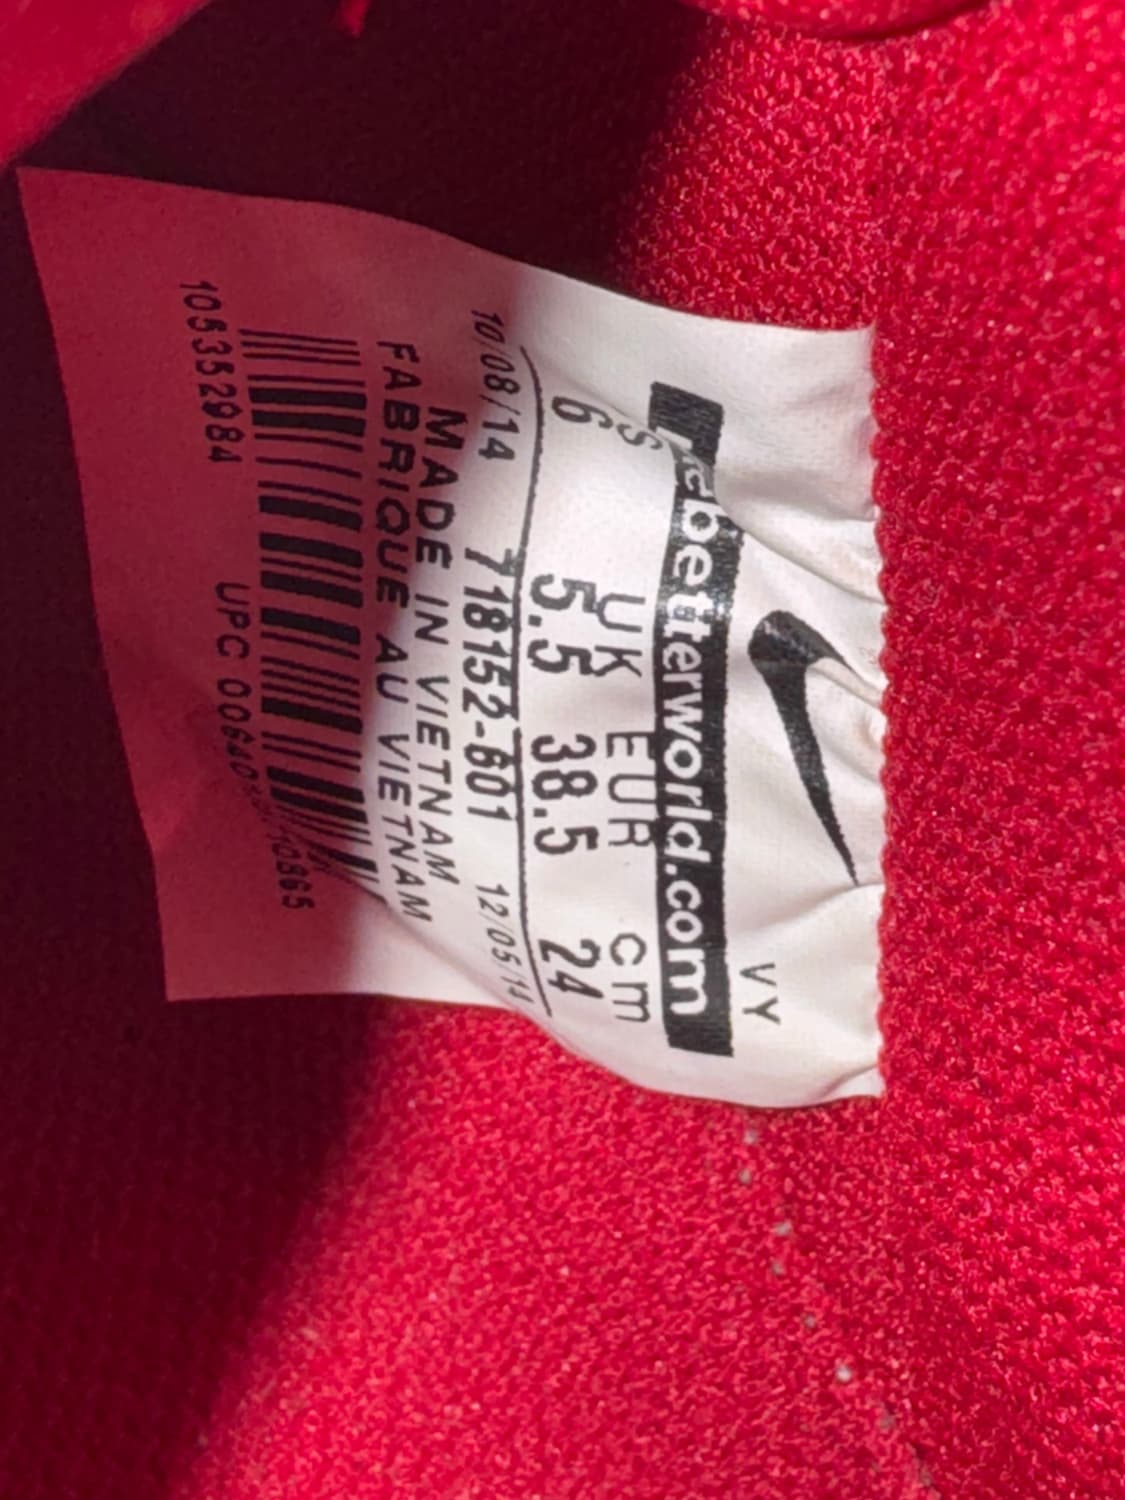 VY
nikebetterworld.com
US UK EUR cm
6 5.5 38.5 24
10/08/14 718152-601 12/05/14
MADE IN VIETNAM
FABRIQUE AU VIETNAM
105352984 UPC